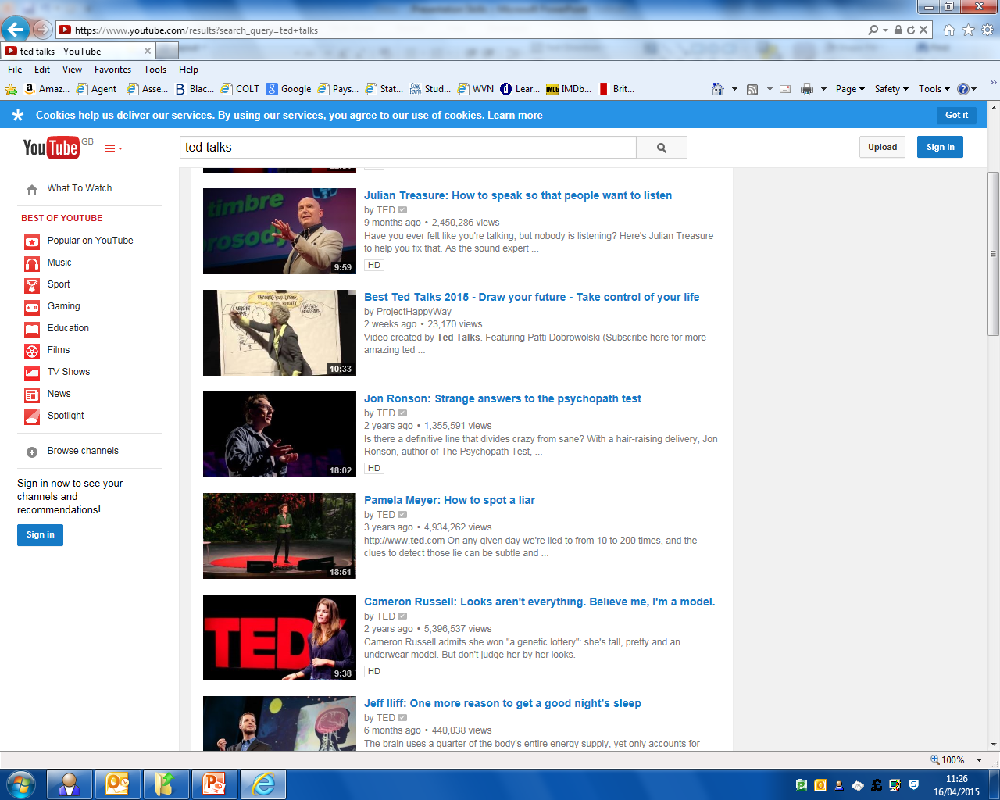 https://www.youtube.com/results?search_query=ted+talks
ted talks - YouTube
File Edit View Favorites Tools Help
Amaz... Agent Asse... Blac... COLT Google Pays... Stat... Stud... WVN Lear... IMDb... Brit...
Page Safety Tools
Cookies help us deliver our services. By using our services, you agree to our use of cookies. Learn more
Got it
YouTube GB
ted talks
Upload
Sign in
What To Watch
BEST OF YOUTUBE
Popular on YouTube
Music
Sport
Gaming
Education
Films
TV Shows
News
Spotlight
Browse channels
Sign in now to see your
channels and
recommendations!
Sign in
timbre
prosody
9:59
Julian Treasure: How to speak so that people want to listen
by TED
9 months ago • 2,450,286 views
Have you ever felt like you're talking, but nobody is listening? Here's Julian Treasure
to help you fix that. As the sound expert ...
HD
10:33
Best Ted Talks 2015 - Draw your future - Take control of your life
by ProjectHappyWay
2 weeks ago • 23,170 views
Video created by Ted Talks. Featuring Patti Dobrowolski (Subscribe here for more
amazing ted ...
18:02
Jon Ronson: Strange answers to the psychopath test
by TED
2 years ago • 1,355,591 views
Is there a definitive line that divides crazy from sane? With a hair-raising delivery, Jon
Ronson, author of The Psychopath Test, ...
HD
18:51
Pamela Meyer: How to spot a liar
by TED
3 years ago • 4,934,262 views
http://www.ted.com On any given day we're lied to from 10 to 200 times, and the
clues to detect those lie can be subtle and ...
TED
9:38
Cameron Russell: Looks aren't everything. Believe me, I'm a model.
by TED
2 years ago • 5,396,537 views
Cameron Russell admits she won "a genetic lottery": she's tall, pretty and an
underwear model. But don't judge her by her looks.
HD
Jeff Iliff: One more reason to get a good night's sleep
by TED
6 months ago • 440,038 views
The brain uses a quarter of the body's entire energy supply, yet only accounts for
100%
11:26
16/04/2015